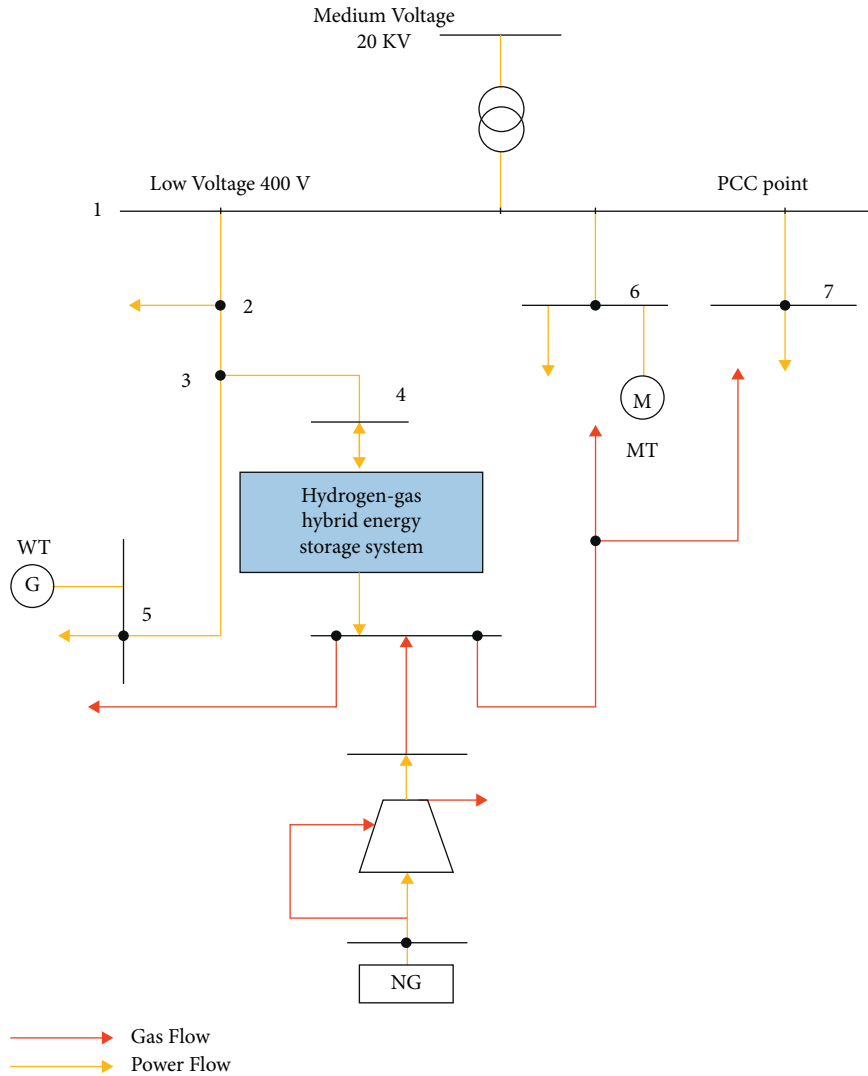 Medium Voltage
20 KV
Low Voltage 400 V
PCC point
1
2
6
7
3
4
M
MT
Hydrogen-gas
hybrid energy
storage system
WT
G
5
NG
Gas Flow
Power Flow